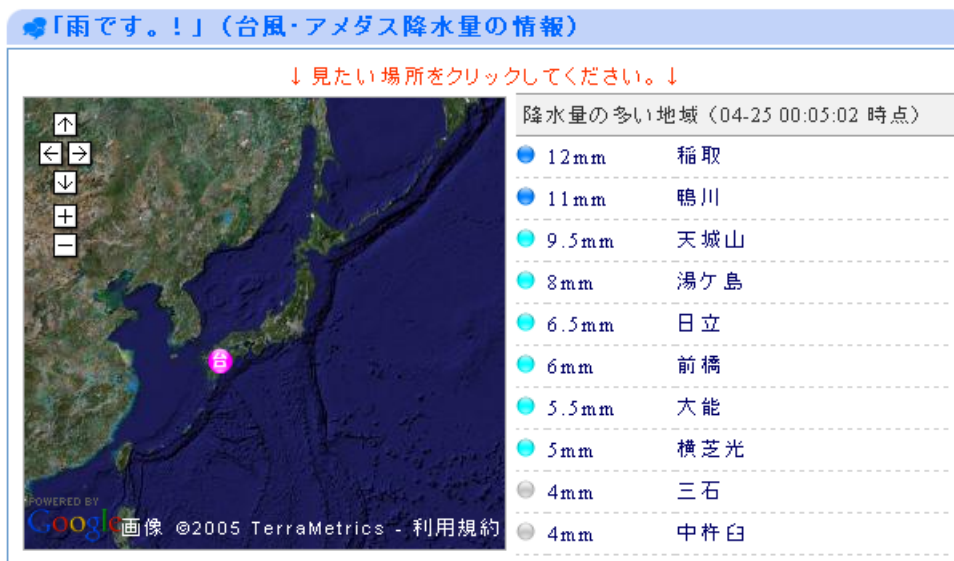 「雨です。!」(台風・アメダス降水量の情報)
↓見たい場所をクリックしてください。↓
降水量の多い地域(04-25 00:05:02 時点)
12mm 稲取
11mm 鴨川
9.5mm 天城山
8mm 湯ケ島
6.5mm 日立
6mm 前橋
5.5mm 大能
5mm 横芝光
4mm 三石
4mm 中杵臼
↑
← →
↓
+
−
台
POWERED BY
Google
画像 ©2005 TerraMetrics - 利用規約